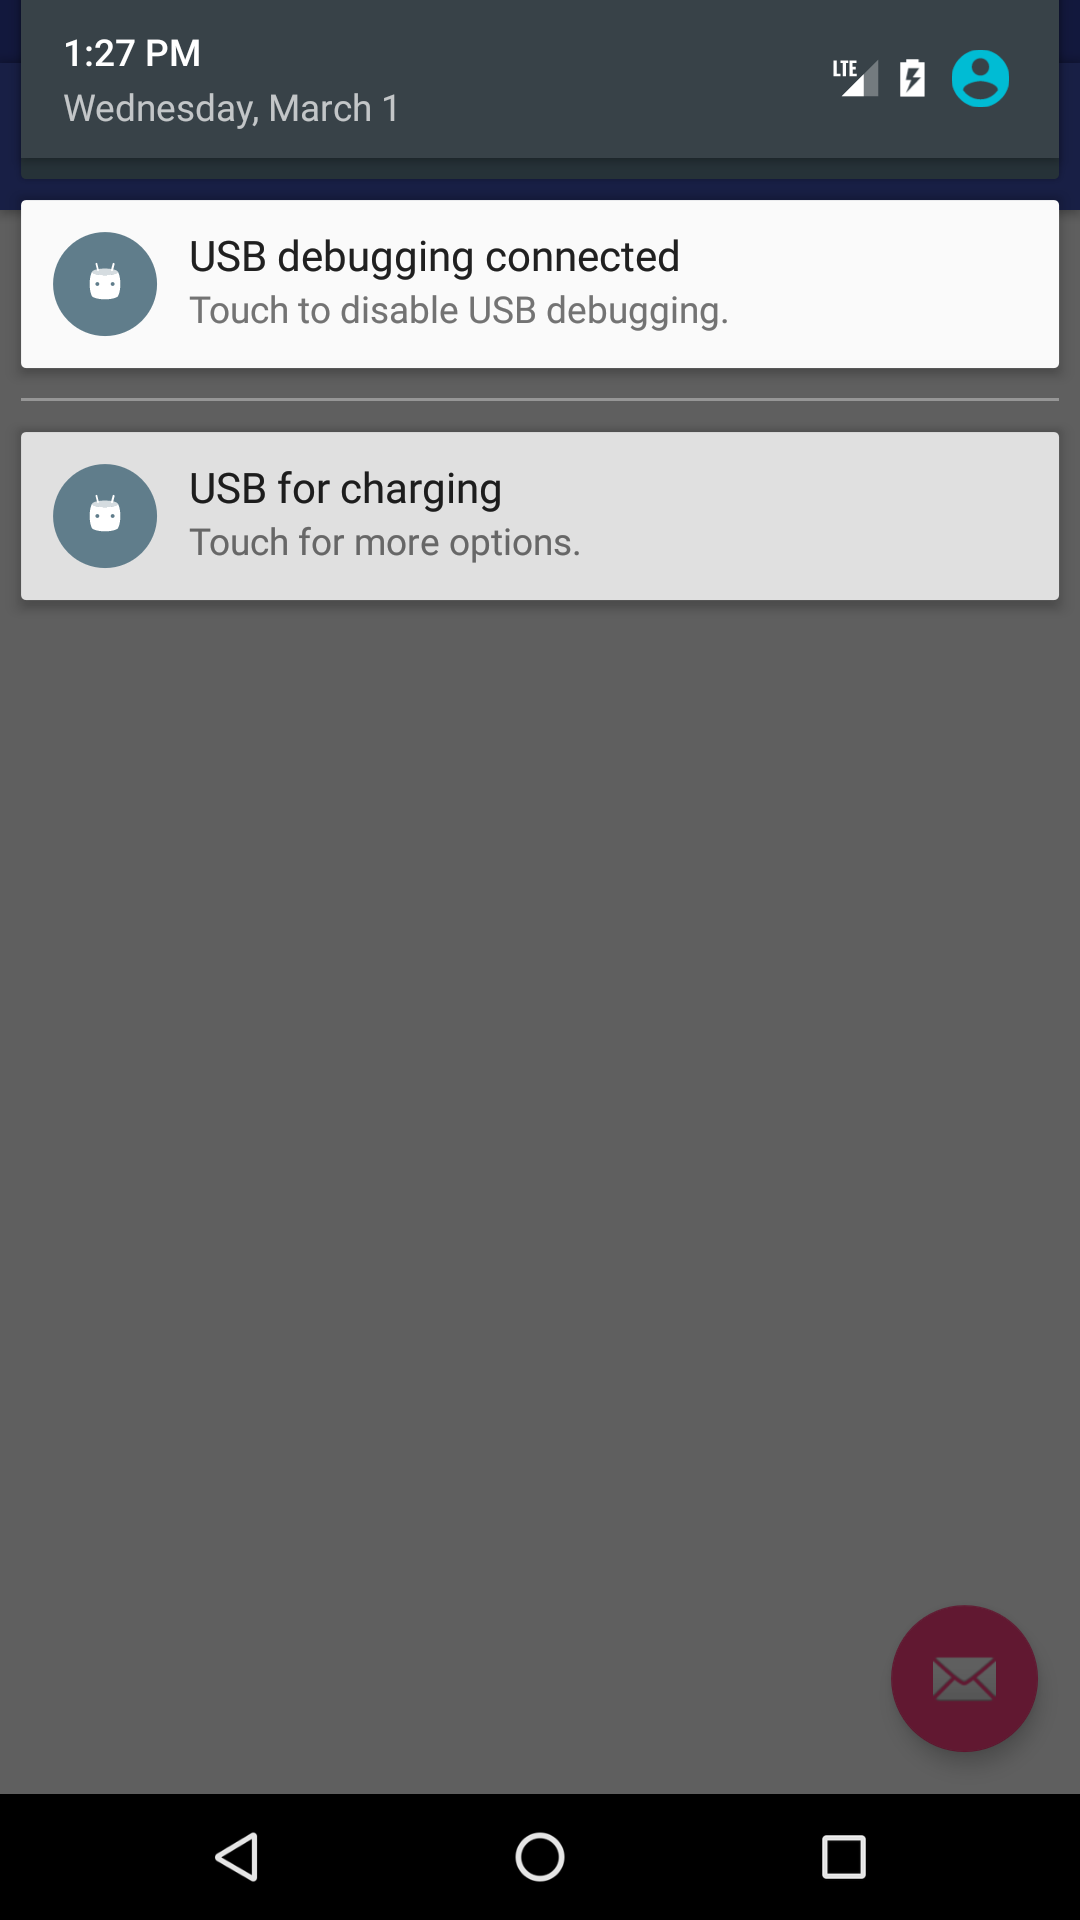 1:27 PM
Wednesday, March 1
LTE
USB debugging connected
Touch to disable USB debugging.
USB for charging
Touch for more options.